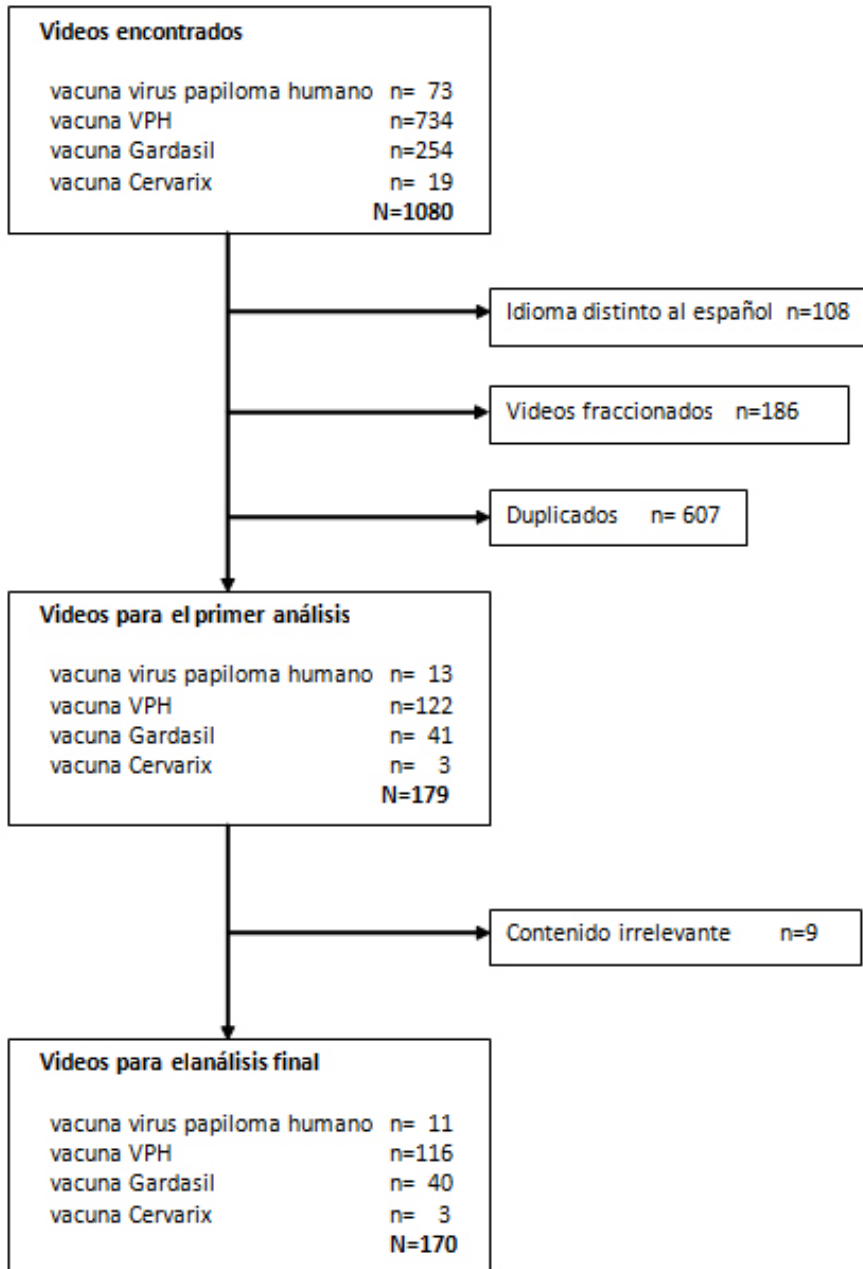 Videos encontrados
vacuna virus papiloma humano n= 73
vacuna VPH n=734
vacuna Gardasil n=254
vacuna Cervarix n= 19
N=1080
Idioma distinto al español n=108
Videos fraccionados n=186
Duplicados n= 607
Videos para el primer análisis
vacuna virus papiloma humano n= 13
vacuna VPH n=122
vacuna Gardasil n= 41
vacuna Cervarix n= 3
N=179
Contenido irrelevante n=9
Videos para elanálisis final
vacuna virus papiloma humano n= 11
vacuna VPH n=116
vacuna Gardasil n= 40
vacuna Cervarix n= 3
N=170